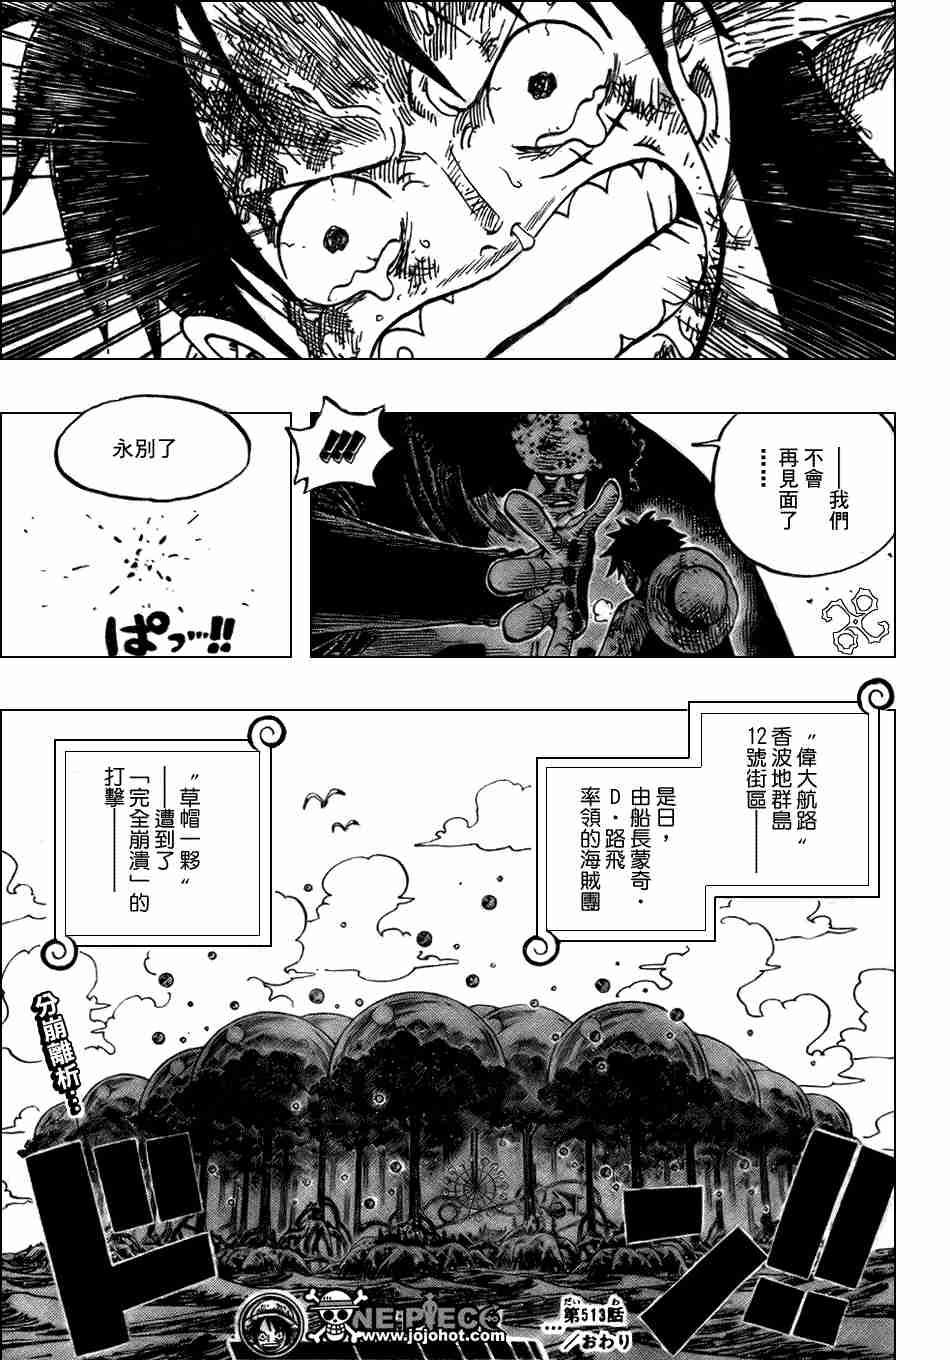 ——我們
不會
再見面了
……
!!!
永別了
ぱっ…!!
“偉大航路”
香波地群島
12號街區———
是日，
由船長蒙奇·
D·路飛
率領的海賊團
“草帽一夥”
——遭到了
「完全崩潰」的
打擊————
分崩離析…
ドーン!!
ONE PIECE
www.jojohot.com
第513話
…／おわり